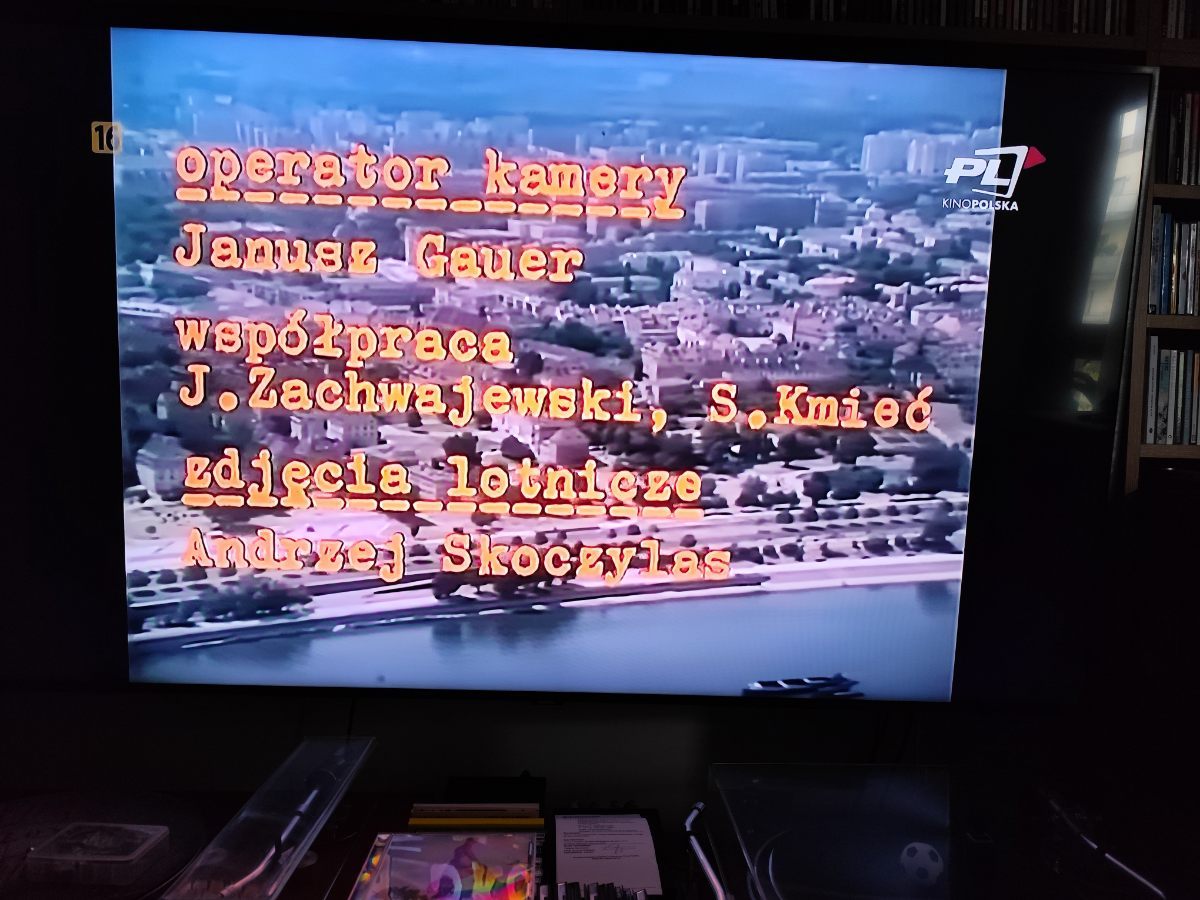 16
operator kamery
Janusz Gauer
współpraca
J.Zachwajewski, S.Kmieć
zdjęcia lotnicze
Andrzej Skoczylas
PL
KINOPOLSKA